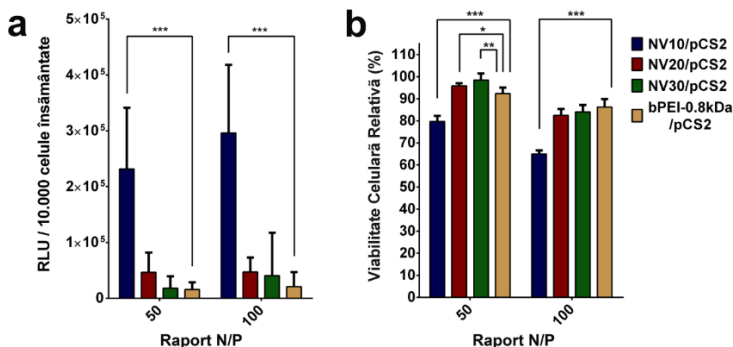 a
RLU / 10.000 celule însămânțate
5×10⁵
4×10⁵
3×10⁵
2×10⁵
1×10⁵
0
***
***
50
100
Raport N/P
b
Viabilitate Celulară Relativă (%)
110
100
90
80
70
60
50
40
30
20
10
0
***
*
**
***
50
100
Raport N/P
NV10/pCS2
NV20/pCS2
NV30/pCS2
bPEI-0.8kDa
/pCS2